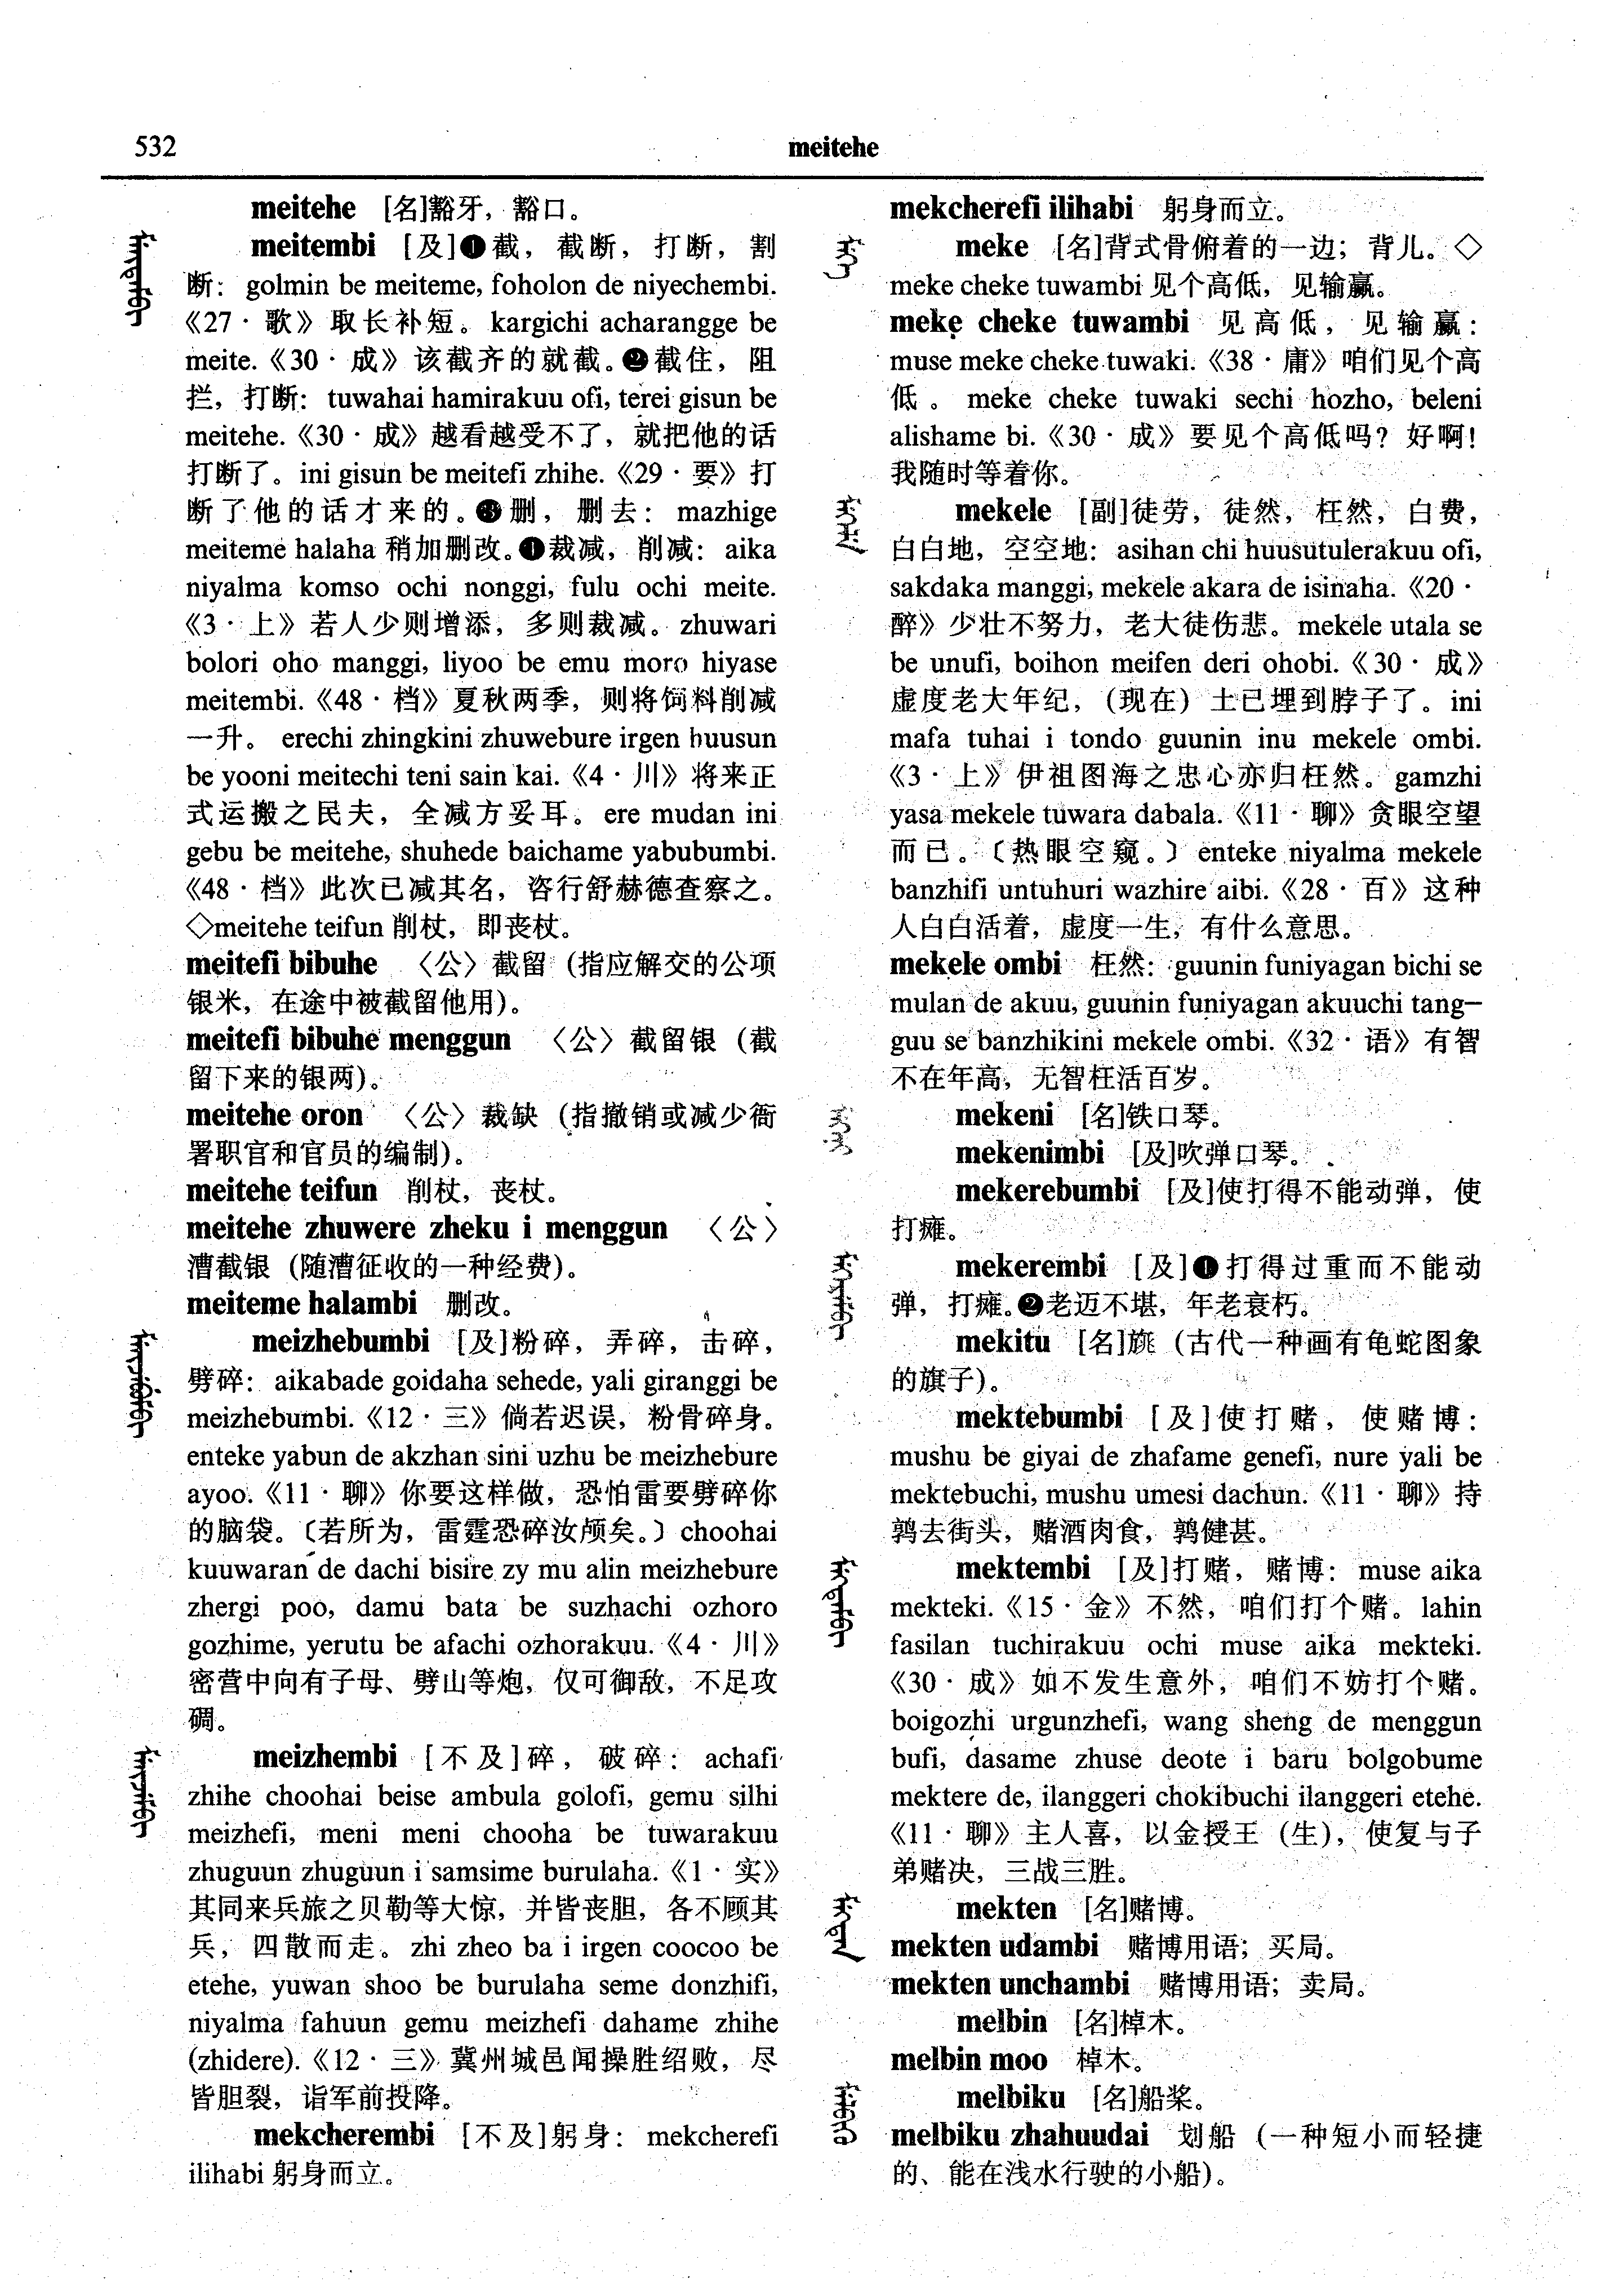 532
meitehe
meitehe [名]豁牙，豁口。
meitembi [及]❶截，截断，打断，割
断：golmin be meiteme, foholon de niyechembi.
《27·歌》取长补短。kargichi acharangge be
meite.《30·成》该截齐的就截。❷截住，阻
拦，打断：tuwahai hamirakuu ofi, terei gisun be
meitehe.《30·成》越看越受不了，就把他的话
打断了。ini gisun be meitefi zhihe.《29·要》打
断了他的话才来的。❸删，删去：mazhige
meiteme halaha 稍加删改。❶裁减，削减：aika
niyalma komso ochi nonggi, fulu ochi meite.
《3·上》若人少则增添，多则裁减。zhuwari
bolori oho manggi, liyoo be emu moro hiyase
meitembi.《48·档》夏秋两季，则将饲料削减
一升。erechi zhingkini zhuwebure irgen huusun
be yooni meitechi teni sain kai.《4·川》将来正
式运搬之民夫，全减方妥耳。ere mudan ini
gebu be meitehe, shuhede baichame yabubumbi.
《48·档》此次已减其名，咨行舒赫德查察之。
◇meitehe teifun 削杖，即丧杖。
meitefi bibuhe 〈公〉截留（指应解交的公项
银米，在途中被截留他用）。
meitefi bibuhe menggun 〈公〉截留银（截
留下来的银两）。
meitehe oron 〈公〉裁缺（指撤销或减少衙
署职官和官员的编制）。
meitehe teifun 削杖，丧杖。
meitehe zhuwere zheku i menggun 〈公〉
漕截银（随漕征收的一种经费）。
meiteme halambi 删改。
meizhebumbi [及]粉碎，弄碎，击碎，
劈碎：aikabade goidaha sehede, yali giranggi be
meizhebumbi.《12·三》倘若迟误，粉骨碎身。
enteke yabun de akzhan sini uzhu be meizhebure
ayoo.《11·聊》你要这样做，恐怕雷要劈碎你
的脑袋。〔若所为，雷霆恐碎汝颅矣。〕choohai
kuuwaran de dachi bisire zy mu alin meizhebure
zhergi poo, damu bata be suzhachi ozhoro
gozhime, yerutu be afachi ozhorakuu.《4·川》
密营中向有子母、劈山等炮，仅可御敌，不足攻
碉。
meizhembi [不及]碎，破碎：achafi
zhihe choohai beise ambula golofi, gemu silhi
meizhefi, meni meni chooha be tuwarakuu
zhuguun zhuguun i samsime burulaha.《1·实》
其同来兵旅之贝勒等大惊，并皆丧胆，各不顾其
兵，四散而走。zhi zheo ba i irgen coocoo be
etehe, yuwan shoo be burulaha seme donzhifi,
niyalma fahuun gemu meizhefi dahame zhihe
(zhidere).《12·三》冀州城邑闻操胜绍败，尽
皆胆裂，诣军前投降。
mekcherembi [不及]躬身：mekcherefi
ilihabi 躬身而立。
mekcherefi ilihabi 躬身而立。
meke [名]背式骨俯着的一边；背儿。◇
meke cheke tuwambi 见个高低，见输赢。
meke cheke tuwambi 见高低，见输赢：
muse meke cheke tuwaki.《38·庸》咱们见个高
低。meke cheke tuwaki sechi hozho, beleni
alishame bi.《30·成》要见个高低吗？好啊！
我随时等着你。
mekele [副]徒劳，徒然，枉然，白费，
白白地，空空地：asihan chi huusutulerakuu ofi,
sakdaka manggi, mekele akara de isinaha.《20·
醉》少壮不努力，老大徒伤悲。mekele utala se
be unufi, boihon meifen deri ohobi.《30·成》
虚度老大年纪，（现在）土已埋到脖子了。ini
mafa tuhai i tondo guunin inu mekele ombi.
《3·上》伊祖图海之忠心亦归枉然。gamzhi
yasa mekele tuwara dabala.《11·聊》贪眼空望
而已。〔热眼空窥。〕enteke niyalma mekele
banzhifi untuhuri wazhire aibi.《28·百》这种
人白白活着，虚度一生，有什么意思。
mekele ombi 枉然：guunin funiyagan bichi se
mulan de akuu, guunin funiyagan akuuchi tang-
guu se banzhikini mekele ombi.《32·语》有智
不在年高，无智枉活百岁。
mekeni [名]铁口琴。
mekenimbi [及]吹弹口琴。
mekerebumbi [及]使打得不能动弹，使
打瘫。
mekerembi [及]❶打得过重而不能动
弹，打瘫。❷老迈不堪，年老衰朽。
mekitu [名]旐（古代一种画有龟蛇图象
的旗子）。
mektebumbi [及]使打赌，使赌博：
mushu be giyai de zhafame genefi, nure yali be
mektebuchi, mushu umesi dachun.《11·聊》持
鹑去街头，赌酒肉食，鹑健甚。
mektembi [及]打赌，赌博：muse aika
mekteki.《15·金》不然，咱们打个赌。lahin
fasilan tuchirakuu ochi muse aika mekteki.
《30·成》如不发生意外，咱们不妨打个赌。
boigozhi urgunzhefi, wang sheng de menggun
bufi, dasame zhuse deote i baru bolgobume
mektere de, ilanggeri chokibuchi ilanggeri etehe.
《11·聊》主人喜，以金授王（生），使复与子
弟赌决，三战三胜。
mekten [名]赌博。
mekten udambi 赌博用语；买局。
mekten unchambi 赌博用语；卖局。
melbin [名]棹木。
melbin moo 棹木。
melbiku [名]船桨。
melbiku zhahuudai 划船（一种短小而轻捷
的、能在浅水行驶的小船）。